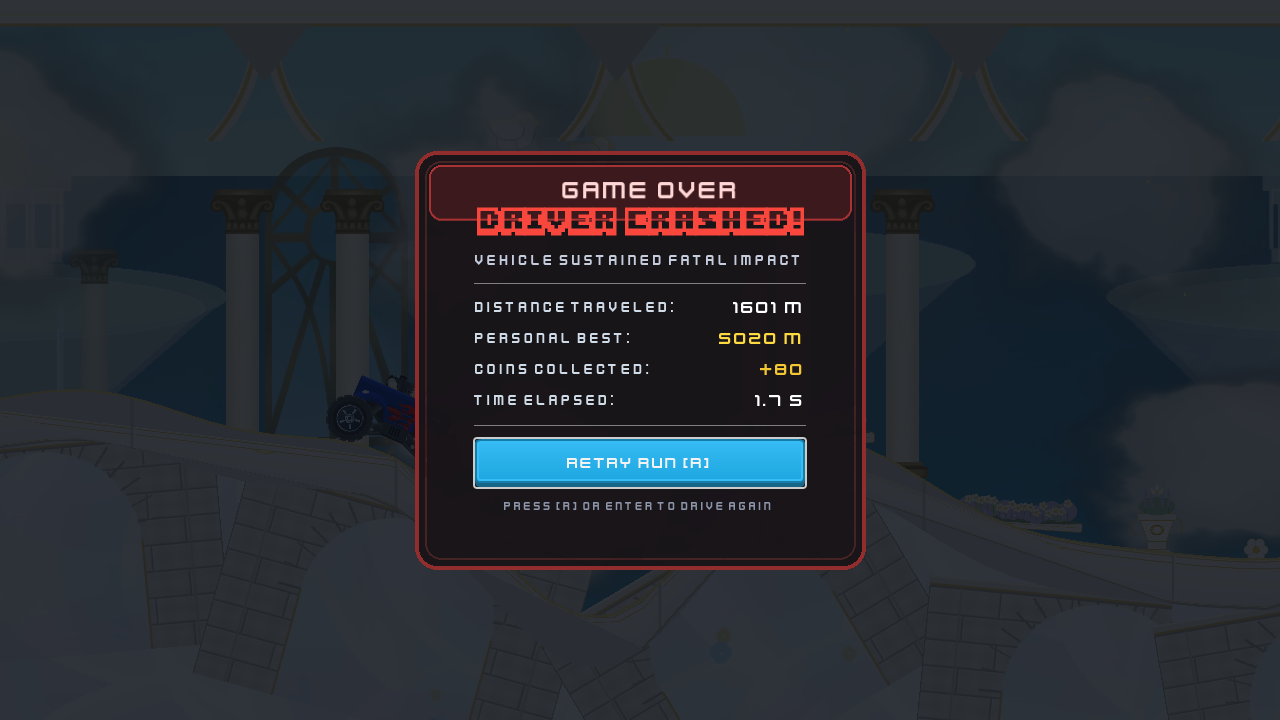 GAME OVER
DRIVER CRASHED!
VEHICLE SUSTAINED FATAL IMPACT
DISTANCE TRAVELED: 1601 M
PERSONAL BEST: 5020 M
COINS COLLECTED: +80
TIME ELAPSED: 1.7 S
RETRY RUN [R]
PRESS [R] OR ENTER TO DRIVE AGAIN